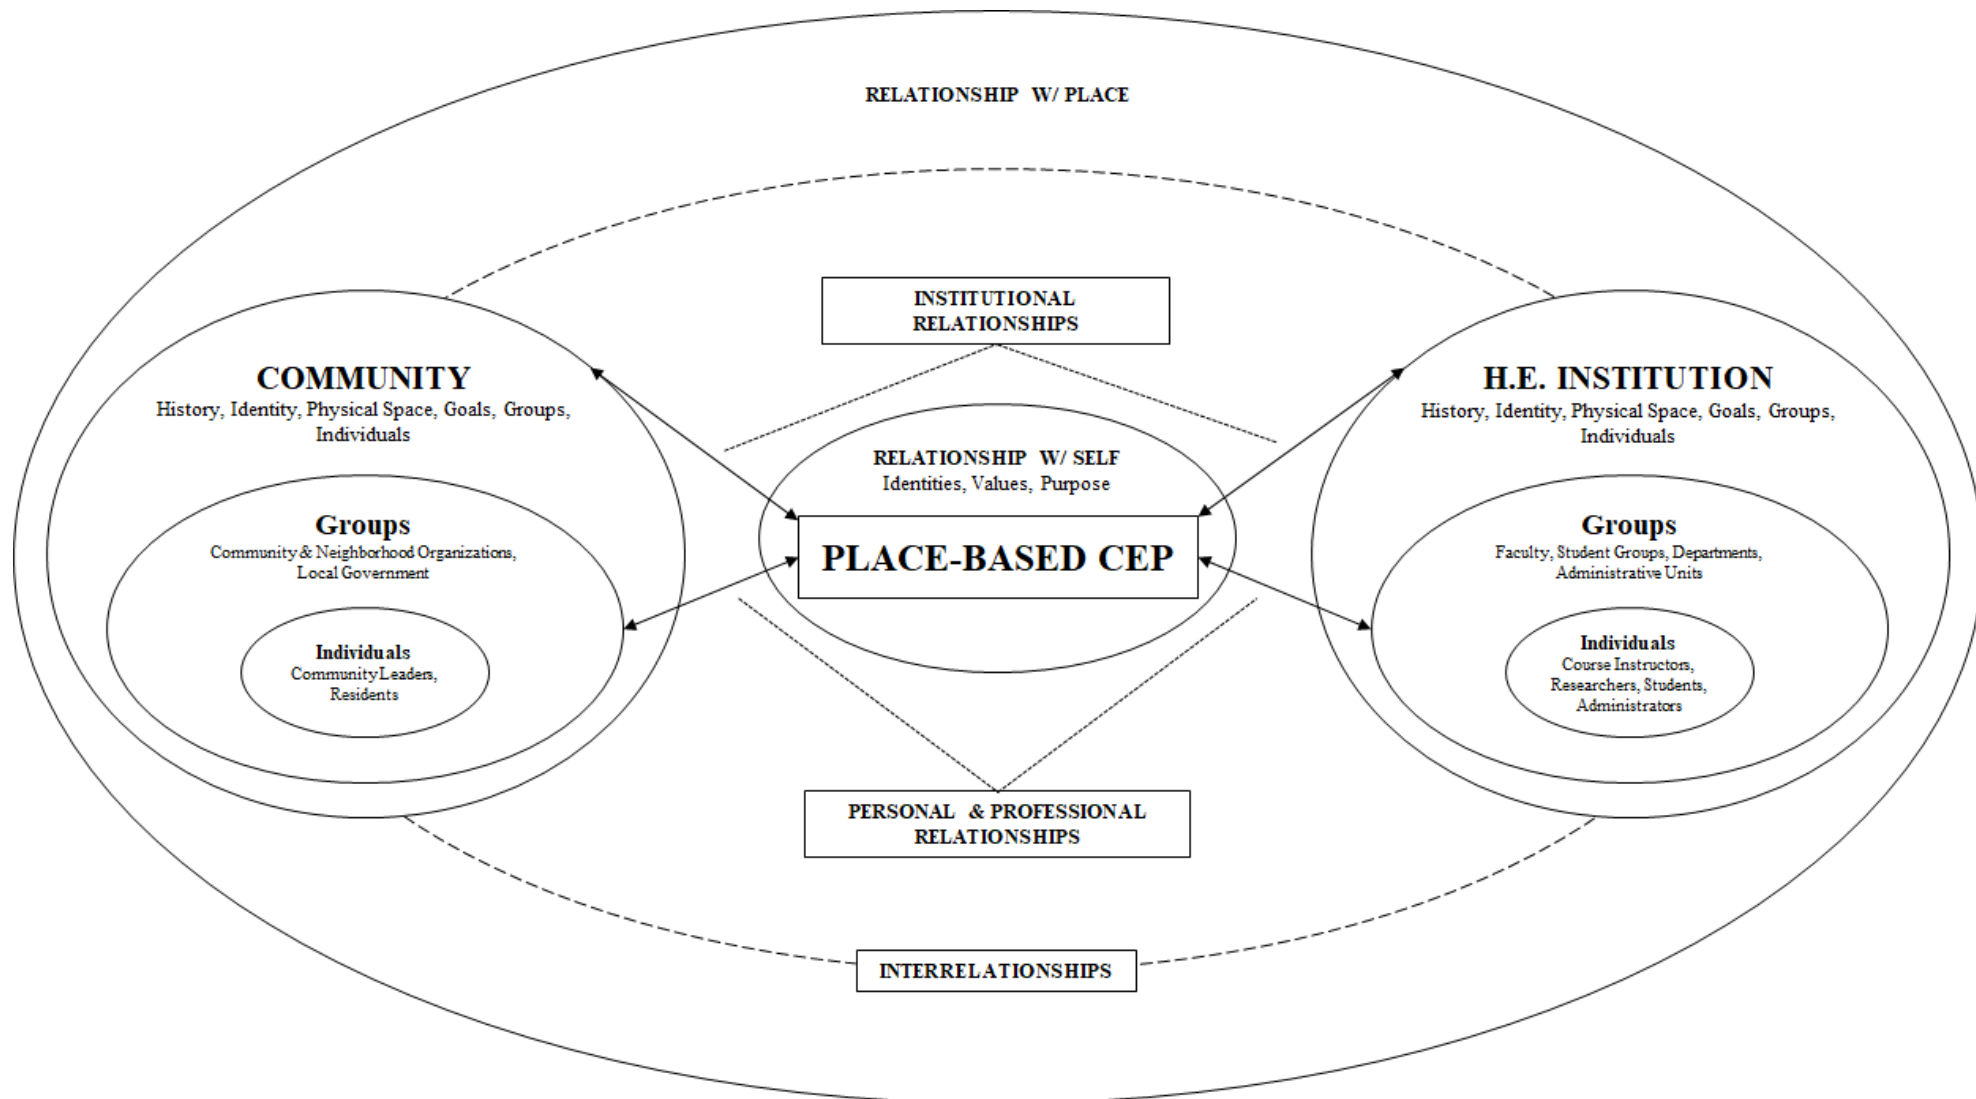 RELATIONSHIP W/ PLACE
INSTITUTIONAL
RELATIONSHIPS
COMMUNITY
History, Identity, Physical Space, Goals, Groups,
Individuals
Groups
Community & Neighborhood Organizations,
Local Government
Individuals
Community Leaders,
Residents
RELATIONSHIP W/ SELF
Identities, Values, Purpose
PLACE-BASED CEP
H.E. INSTITUTION
History, Identity, Physical Space, Goals, Groups,
Individuals
Groups
Faculty, Student Groups, Departments,
Administrative Units
Individuals
Course Instructors,
Researchers, Students,
Administrators
PERSONAL & PROFESSIONAL
RELATIONSHIPS
INTERRELATIONSHIPS